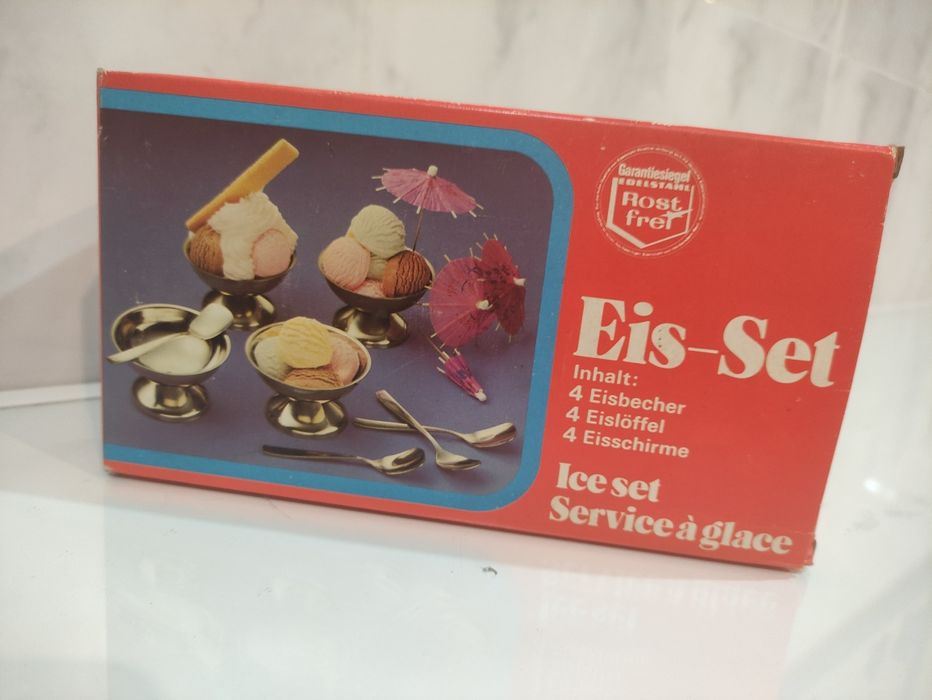 Garantiesiegel
EDELSTAHL
Rost
frei
Eis-Set
Inhalt:
4 Eisbecher
4 Eislöffel
4 Eisschirme
Ice set
Service à glace